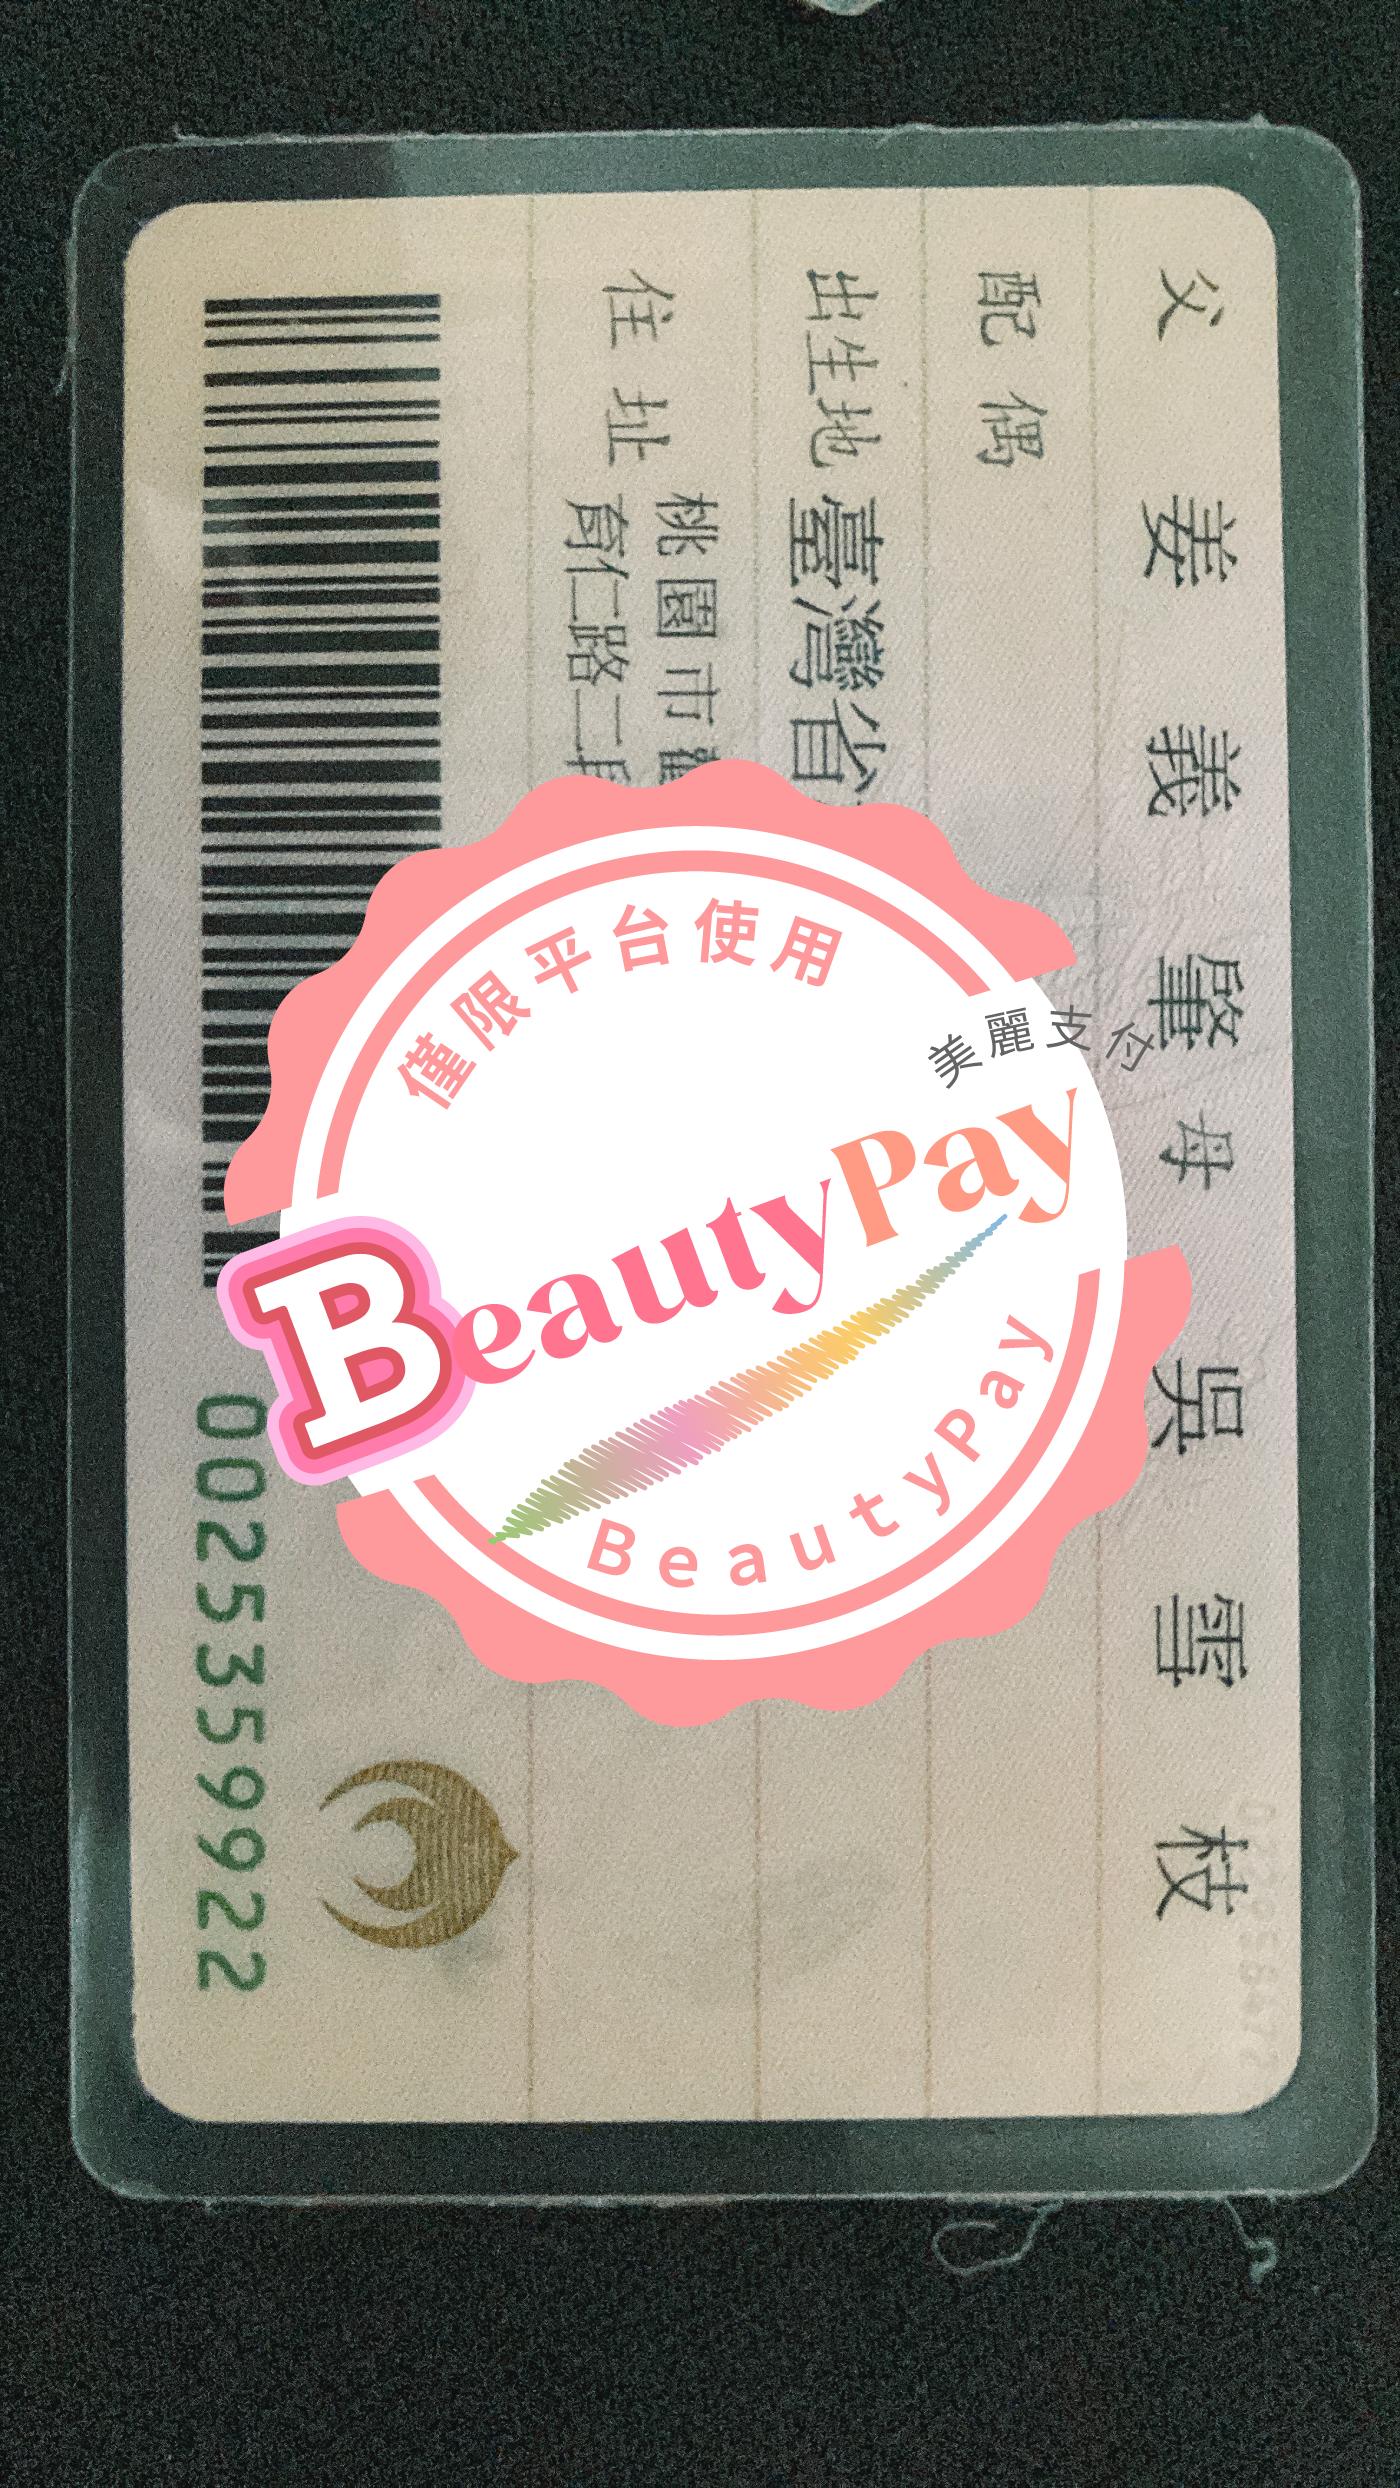 父 姜 義 肇 母 吳 雪 枝
配 偶
出生地 臺灣省
住 址 桃園市
育仁路二
0025359922
僅限平台使用
美麗支付
BeautyPay
BeautyPay